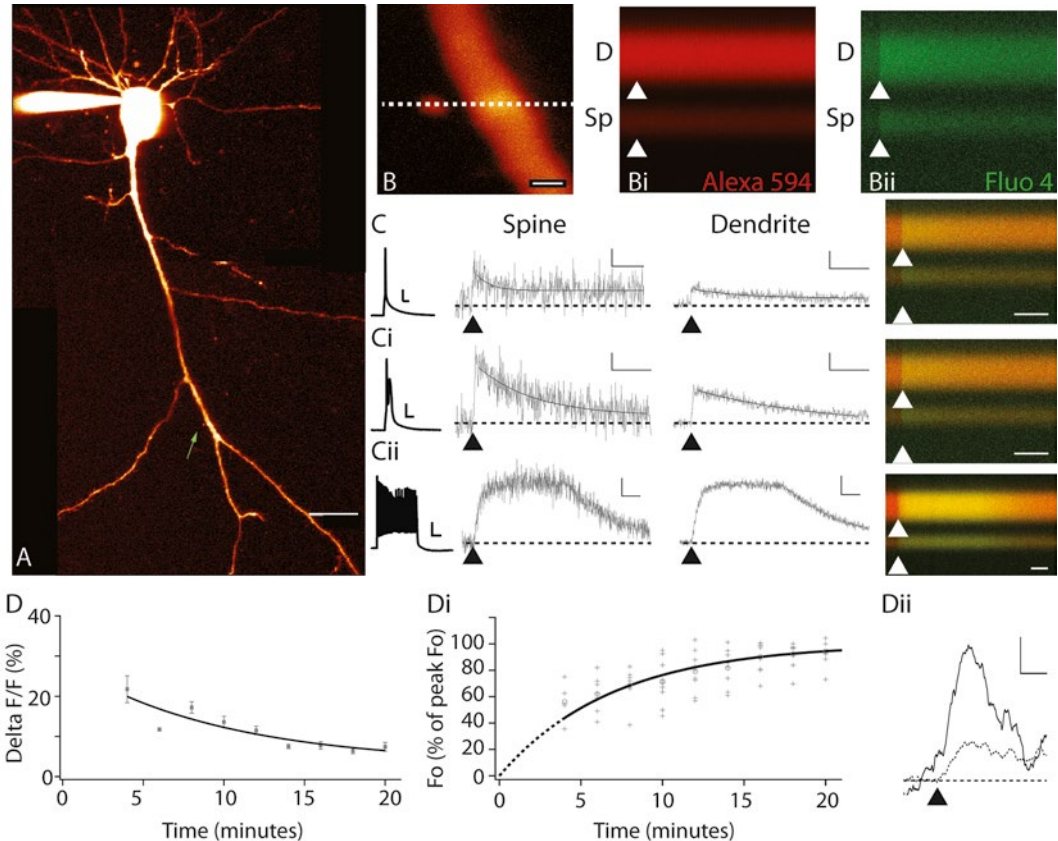 D
Sp
D
Sp
A
B
Bi
Alexa 594
Bii
Fluo 4
C
Spine
Dendrite
Ci
Cii
D
Delta F/F (%)
40
20
0
0
5
10
15
20
Time (minutes)
Di
Fo (% of peak Fo)
100
80
60
40
20
0
0
5
10
15
20
Time (minutes)
Dii